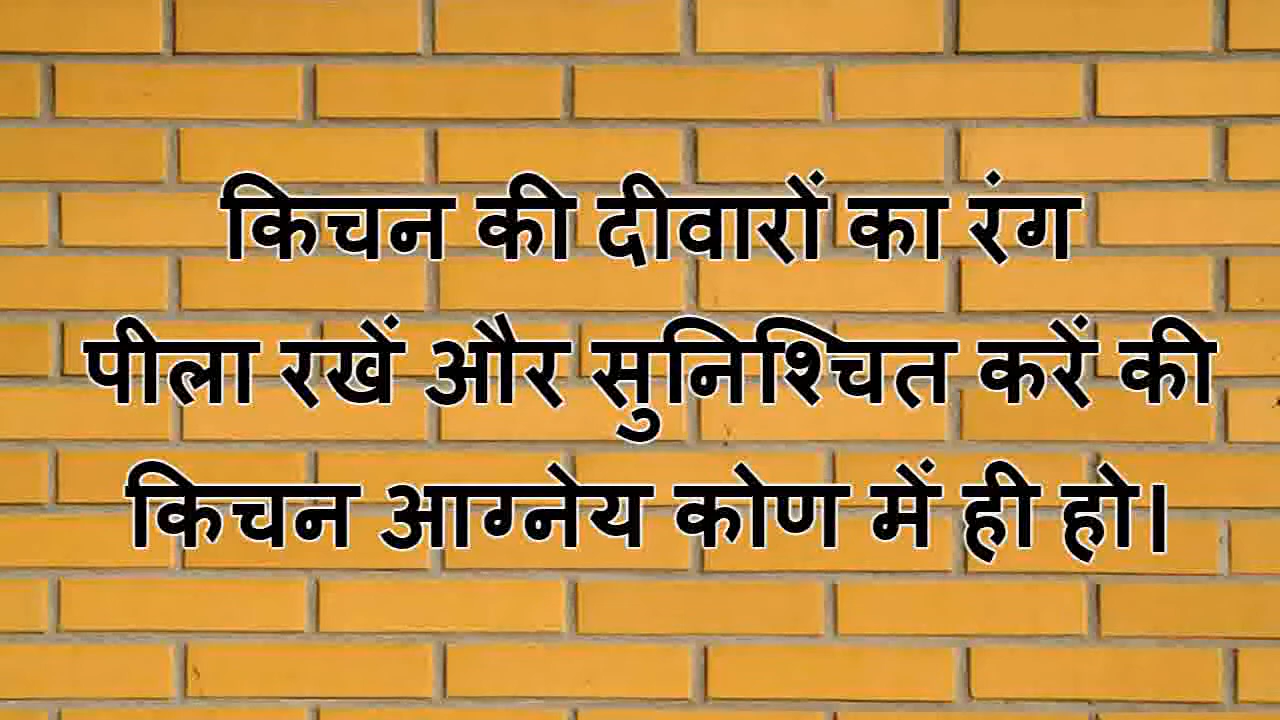 किचन की दीवारों का रंग
पीला रखें और सुनिश्चित करें की
किचन आग्नेय कोण में ही हो।